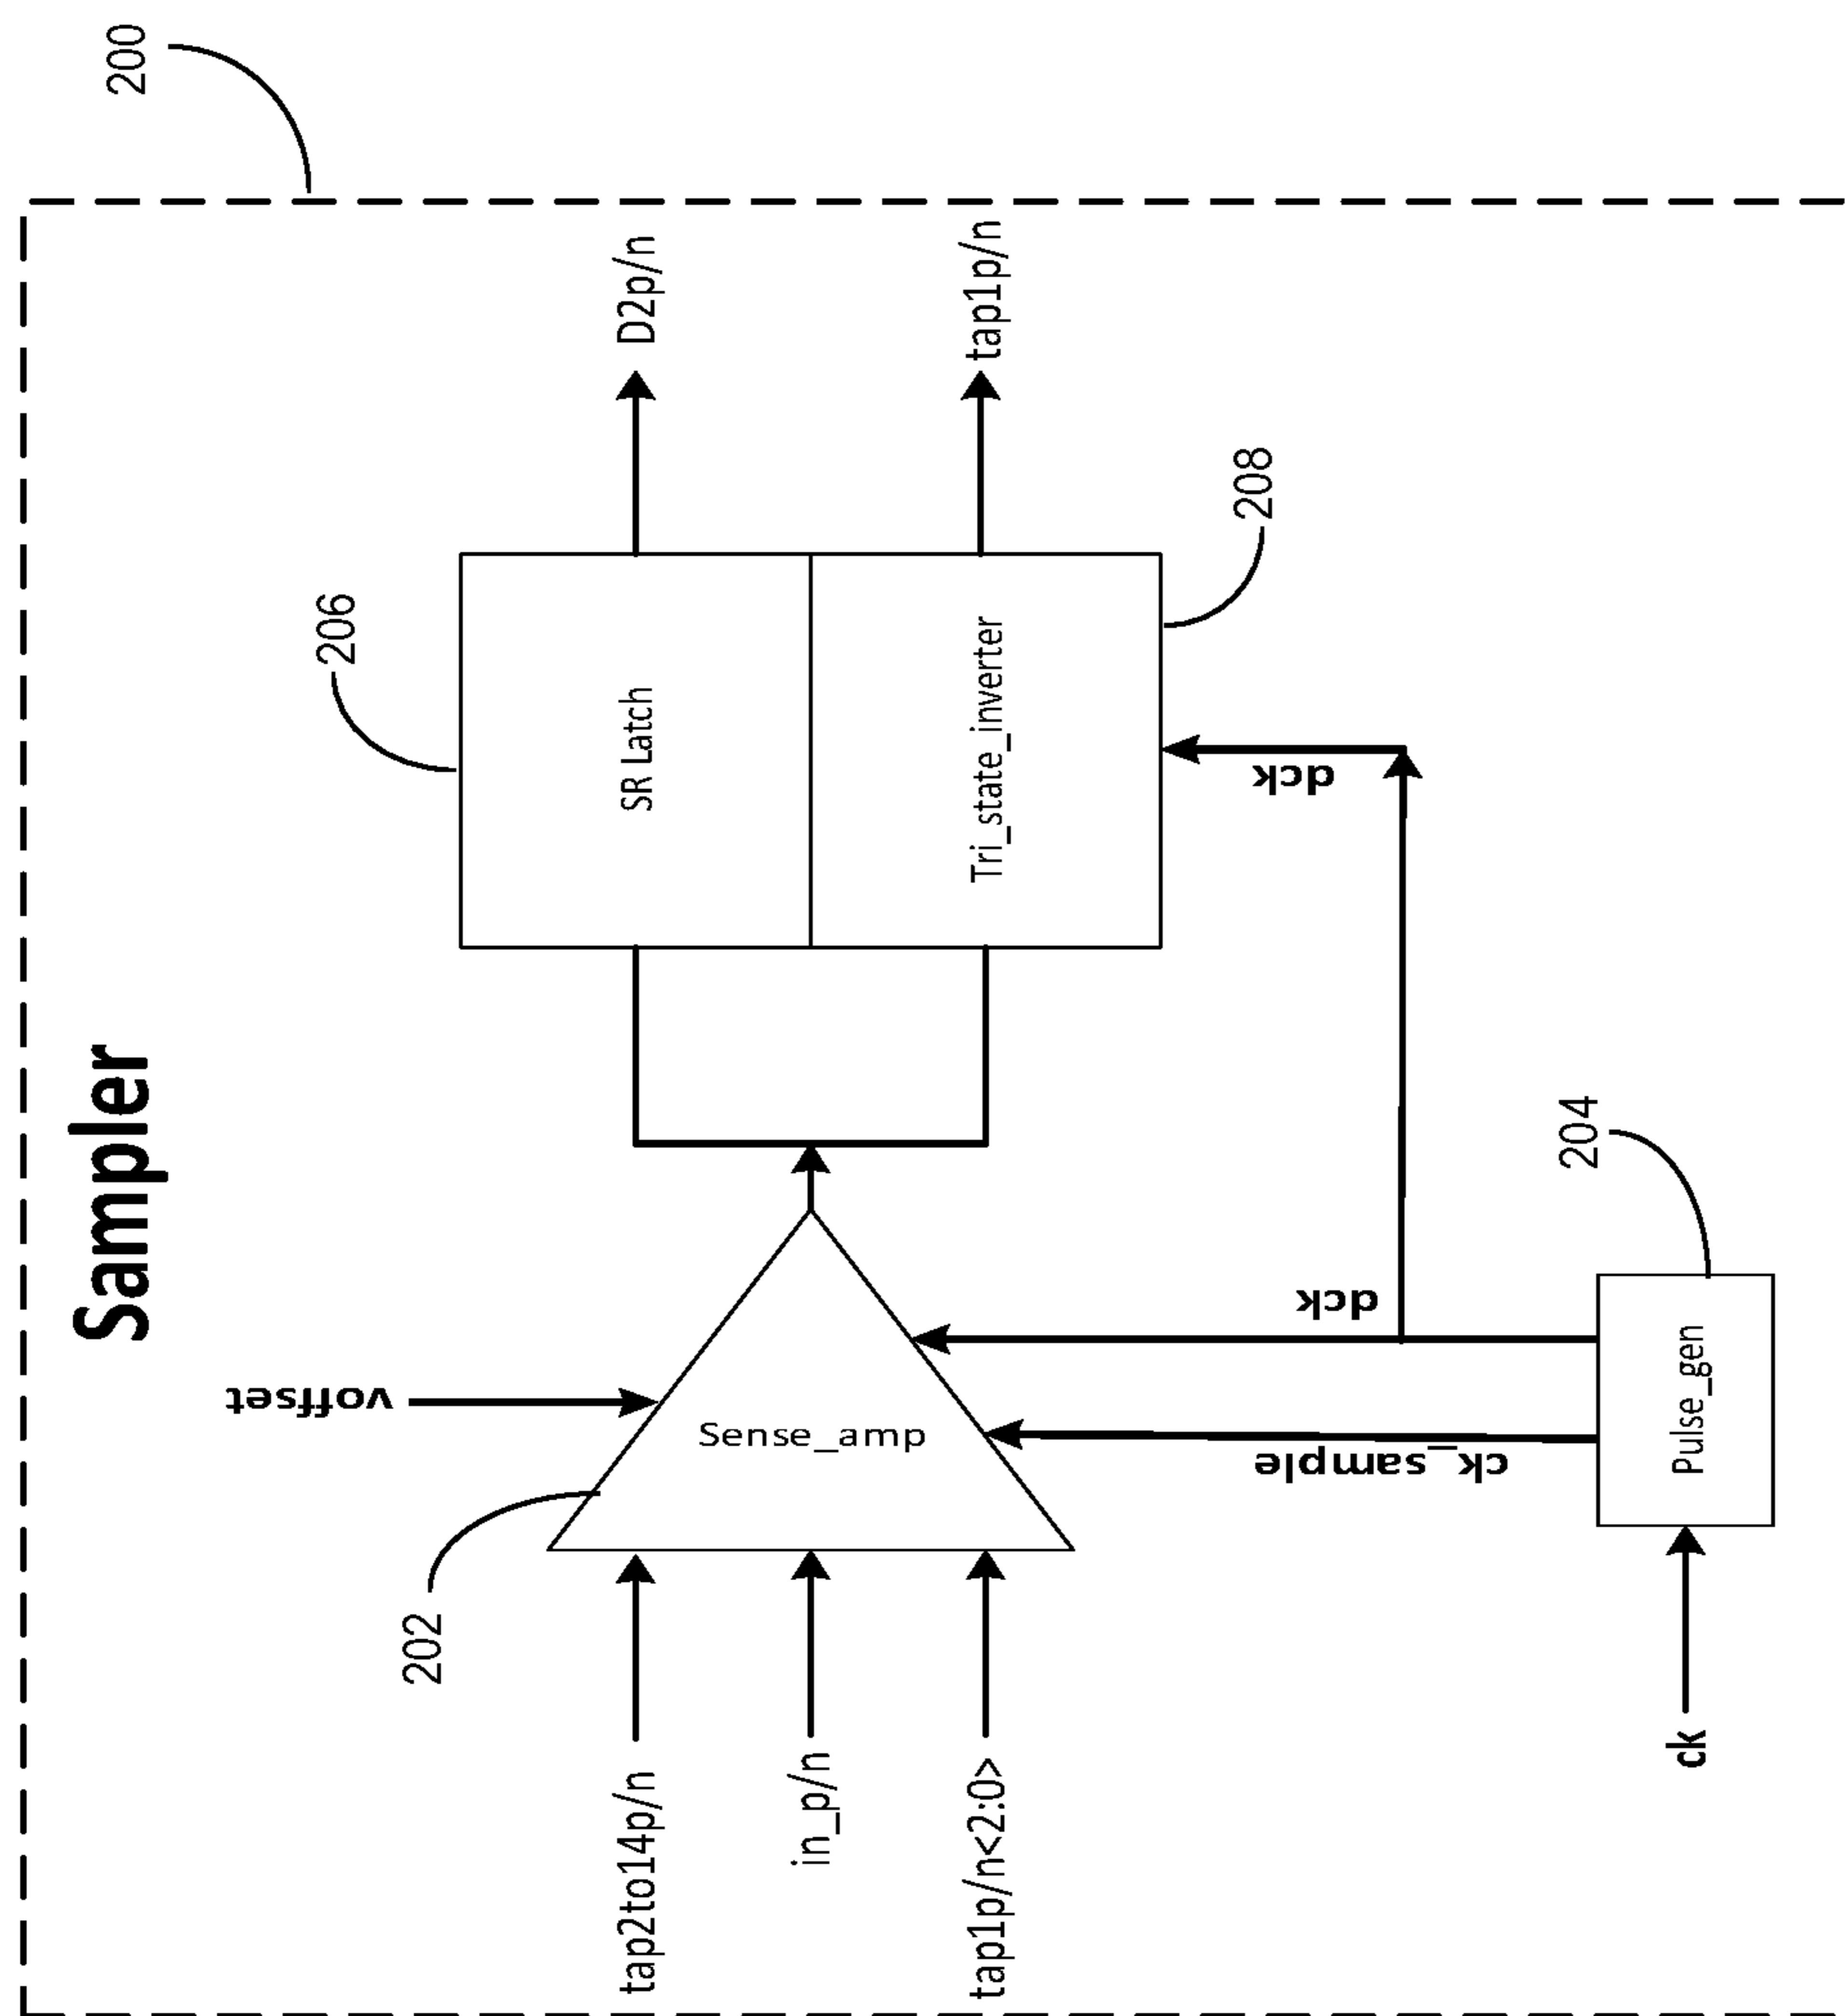 Sampler
200
tap2to14p/n
in_p/n
tap1p/n<2:0>
202
voffset
Sense_amp
206
SR Latch
Tri_state_inverter
208
D2p/n
tap1p/n
ck_sample
dck
dck
ck
Pulse_gen
204